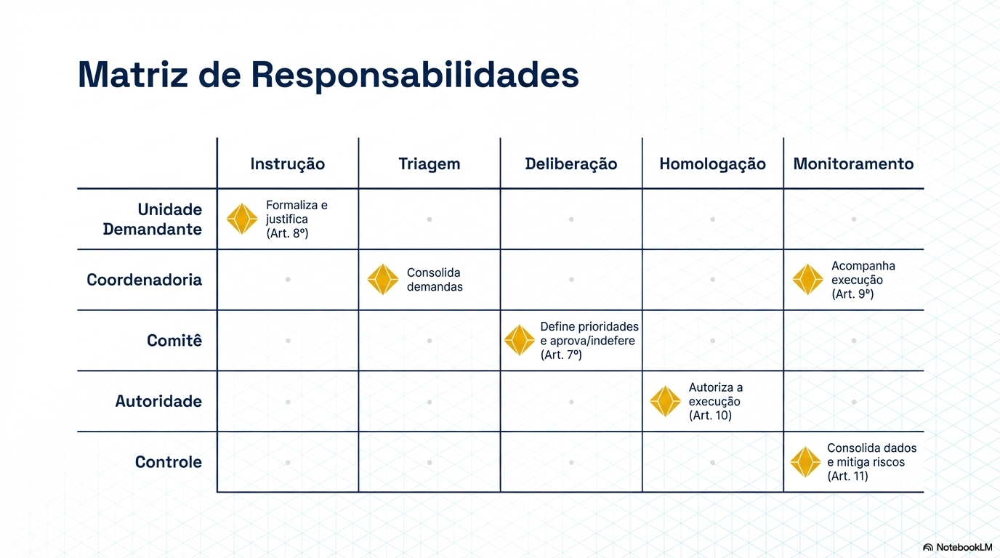 Matriz de Responsabilidades
Instrução
Triagem
Deliberação
Homologação
Monitoramento
Unidade
Demandante
Formaliza e
justifica
(Art. 8º)
Coordenadoria
Consolida
demandas
Acompanha
execução
(Art. 9º)
Comitê
Define prioridades
e aprova/indefere
(Art. 7º)
Autoridade
Autoriza a
execução
(Art. 10)
Controle
Consolida dados
e mitiga riscos
(Art. 11)
NotebookLM